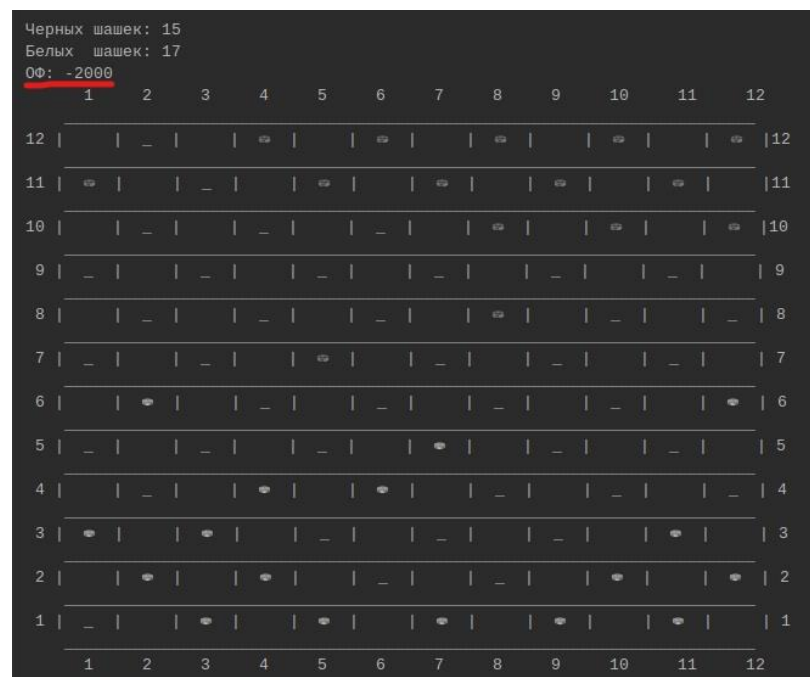 Черных шашек: 15
Белых шашек: 17
ОФ: -2000
1 2 3 4 5 6 7 8 9 10 11 12
12 | | _ | | ⛀ | | ⛀ | | ⛀ | | ⛀ | | ⛀ |12
11 | ⛀ | | _ | | ⛀ | | ⛀ | | ⛀ | | ⛀ | |11
10 | | _ | | _ | | _ | | ⛀ | | ⛀ | | ⛀ |10
9 | _ | | _ | | _ | | _ | | _ | | _ | | 9
8 | | _ | | _ | | _ | | ⛀ | | _ | | _ | 8
7 | _ | | _ | | ⛀ | | _ | | _ | | _ | | 7
6 | | ⛂ | | _ | | _ | | _ | | _ | | ⛂ | 6
5 | _ | | _ | | _ | | ⛂ | | _ | | _ | | 5
4 | | _ | | ⛂ | | ⛂ | | _ | | _ | | _ | 4
3 | ⛂ | | ⛂ | | _ | | _ | | _ | | ⛂ | | 3
2 | | ⛂ | | ⛂ | | _ | | _ | | ⛂ | | ⛂ | 2
1 | _ | | ⛂ | | ⛂ | | ⛂ | | ⛂ | | ⛂ | | 1
1 2 3 4 5 6 7 8 9 10 11 12